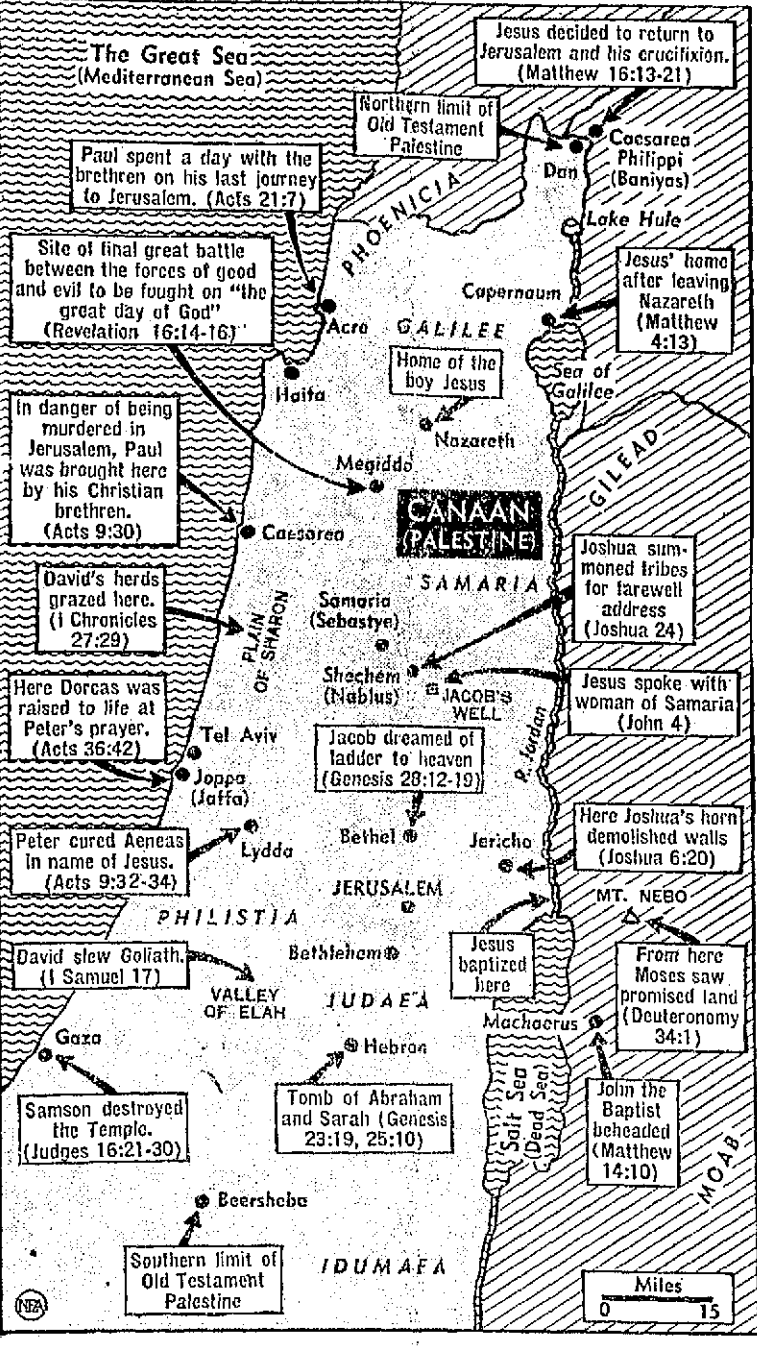 The Great Sea
(Mediterranean Sea)
Jesus decided to return to
Jerusalem and his crucifixion.
(Matthew 16:13-21)
Northern limit of
Old Testament
Palestine
Caesarea
Philippi
(Baniyas)
Dan
Paul spent a day with the
brethren on his last journey
to Jerusalem. (Acts 21:7)
PHOENICIA
Lake Hule
Site of final great battle
between the forces of good
and evil to be fought on "the
great day of God"
(Revelation 16:14-16)
Jesus' home
after leaving
Nazareth
(Matthew
4:13)
Capernaum
Acre
GALILEE
Home of the
boy Jesus
Sea of
Galilee
Haifa
In danger of being
murdered in
Jerusalem, Paul
was brought here
by his Christian
brethren.
(Acts 9:30)
Nazareth
GILEAD
Megiddo
CANAAN
(PALESTINE)
Caesarea
Joshua sum-
moned tribes
for farewell
address
(Joshua 24)
David's herds
grazed here.
(I Chronicles
27:29)
SAMARIA
PLAIN
OF SHARON
Samaria
(Sebastye)
Shechem
(Nablus)
JACOB'S
WELL
Jesus spoke with
woman of Samaria
(John 4)
Here Dorcas was
raised to life at
Peter's prayer.
(Acts 36:42)
Tel Aviv
Joppa
(Jaffa)
Jacob dreamed of
ladder to heaven
(Genesis 28:12-19)
R. Jordan
Peter cured Aeneas
in name of Jesus.
(Acts 9:32-34)
Lydda
Bethel
Jericho
Here Joshua's horn
demolished walls
(Joshua 6:20)
JERUSALEM
MT. NEBO
PHILISTIA
David slew Goliath.
(I Samuel 17)
Bethlehem
Jesus
baptized
here
From here
Moses saw
promised land
(Deuteronomy
34:1)
VALLEY
OF ELAH
JUDAEA
Machaerus
Gaza
Hebron
Samson destroyed
the Temple.
(Judges 16:21-30)
Tomb of Abraham
and Sarah (Genesis
23:19, 25:10)
Salt Sea
(Dead Sea)
John the
Baptist
beheaded
(Matthew
14:10)
MOAB
Beersheba
Southern limit of
Old Testament
Palestine
IDUMAEA
NEA
Miles
0 15